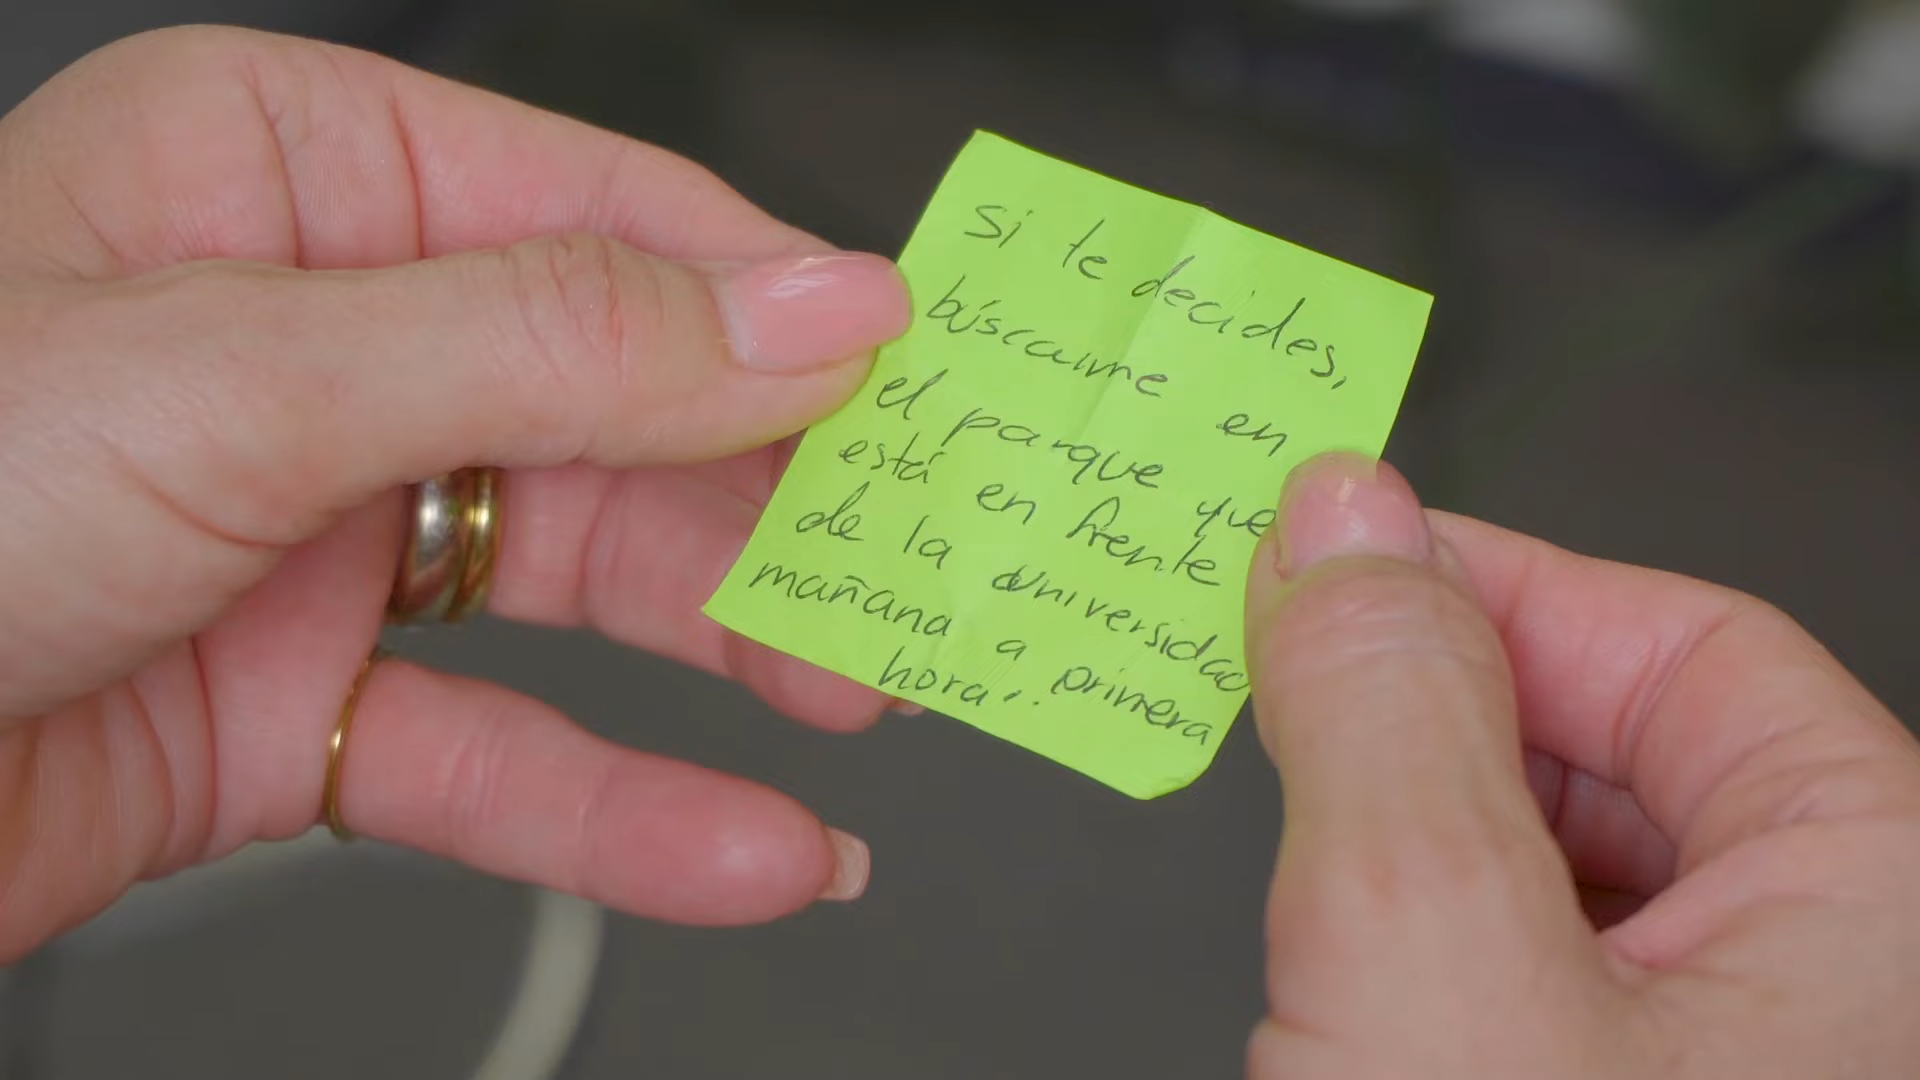 Si te decides,
búscame en
el parque que
está en frente
de la universidad
mañana a primera
hora.